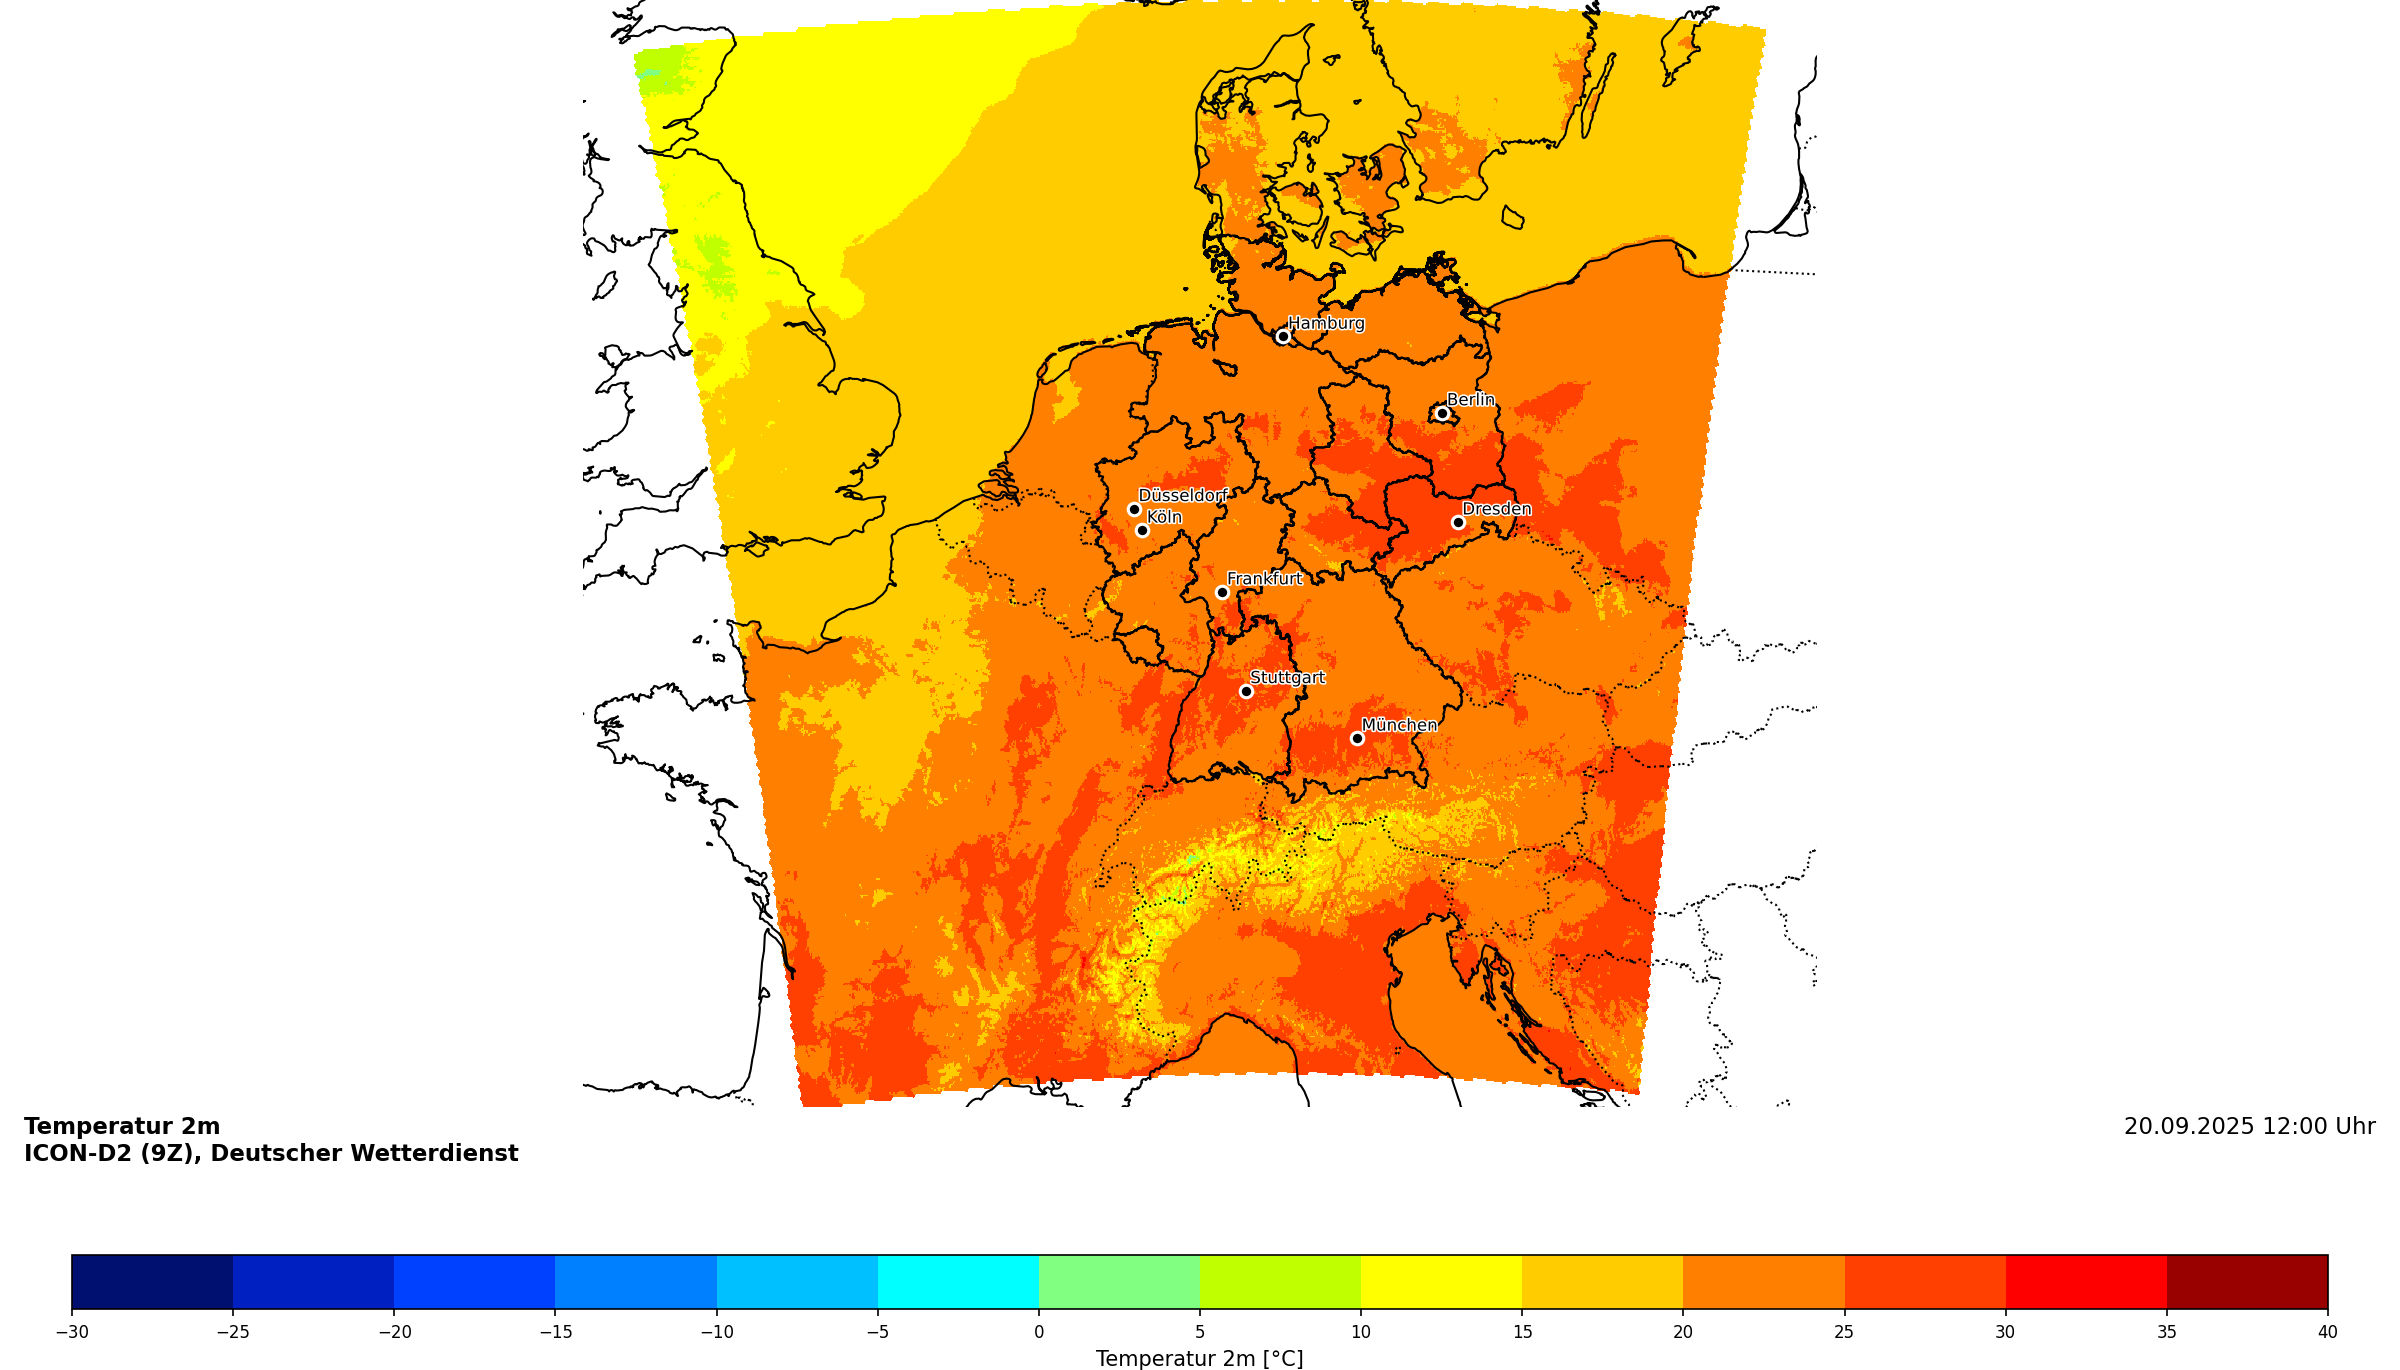 Hamburg
Berlin
Düsseldorf
Köln
Dresden
Frankfurt
Stuttgart
München
Temperatur 2m
20.09.2025 12:00 Uhr
ICON-D2 (9Z), Deutscher Wetterdienst
−30 −25 −20 −15 −10 −5 0 5 10 15 20 25 30 35 40
Temperatur 2m [°C]